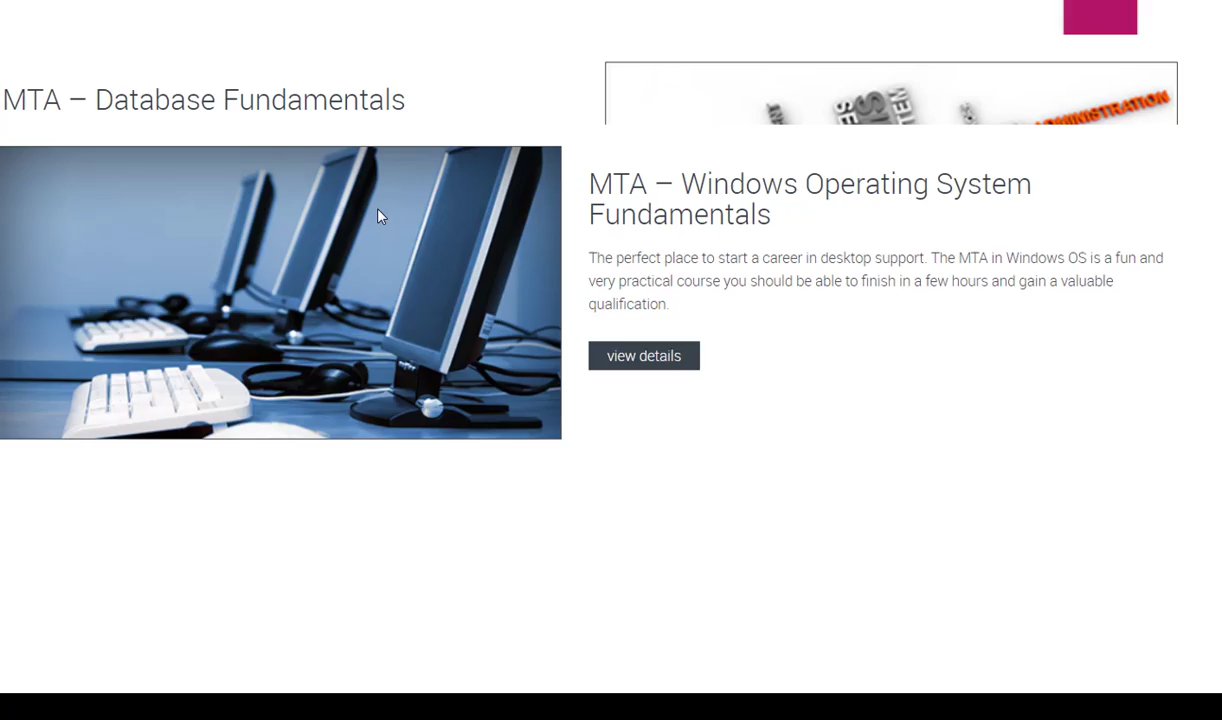 MTA – Database Fundamentals
ADMINISTRATION
MTA – Windows Operating System
Fundamentals
The perfect place to start a career in desktop support. The MTA in Windows OS is a fun and
very practical course you should be able to finish in a few hours and gain a valuable
qualification.
view details